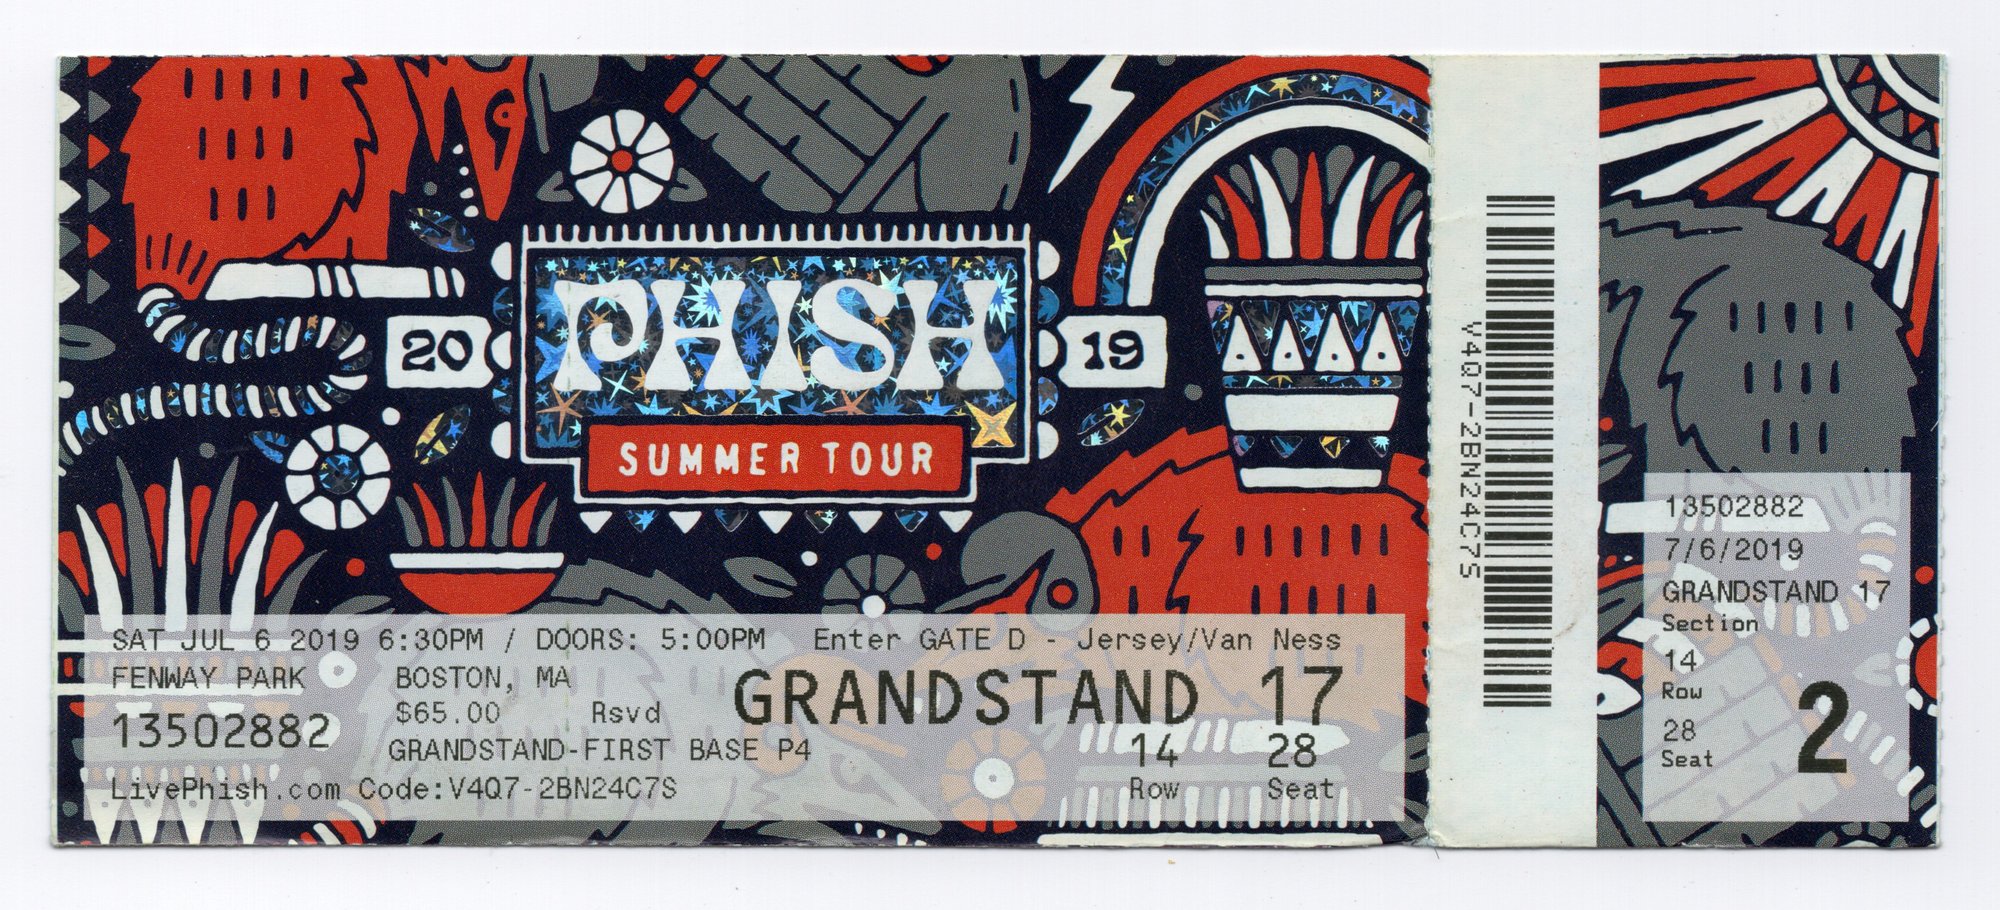 20 PHISH 19
SUMMER TOUR
SAT JUL 6 2019 6:30PM / DOORS: 5:00PM Enter GATE D - Jersey/Van Ness
FENWAY PARK BOSTON, MA GRANDSTAND 17
13502882 $65.00 Rsvd
GRANDSTAND-FIRST BASE P4 14 28
LivePhish.com Code:V4Q7-2BN24C7S Row Seat
V4Q7-2BN24C7S
13502882
7/6/2019
GRANDSTAND 17
Section
14
Row
28
Seat
2